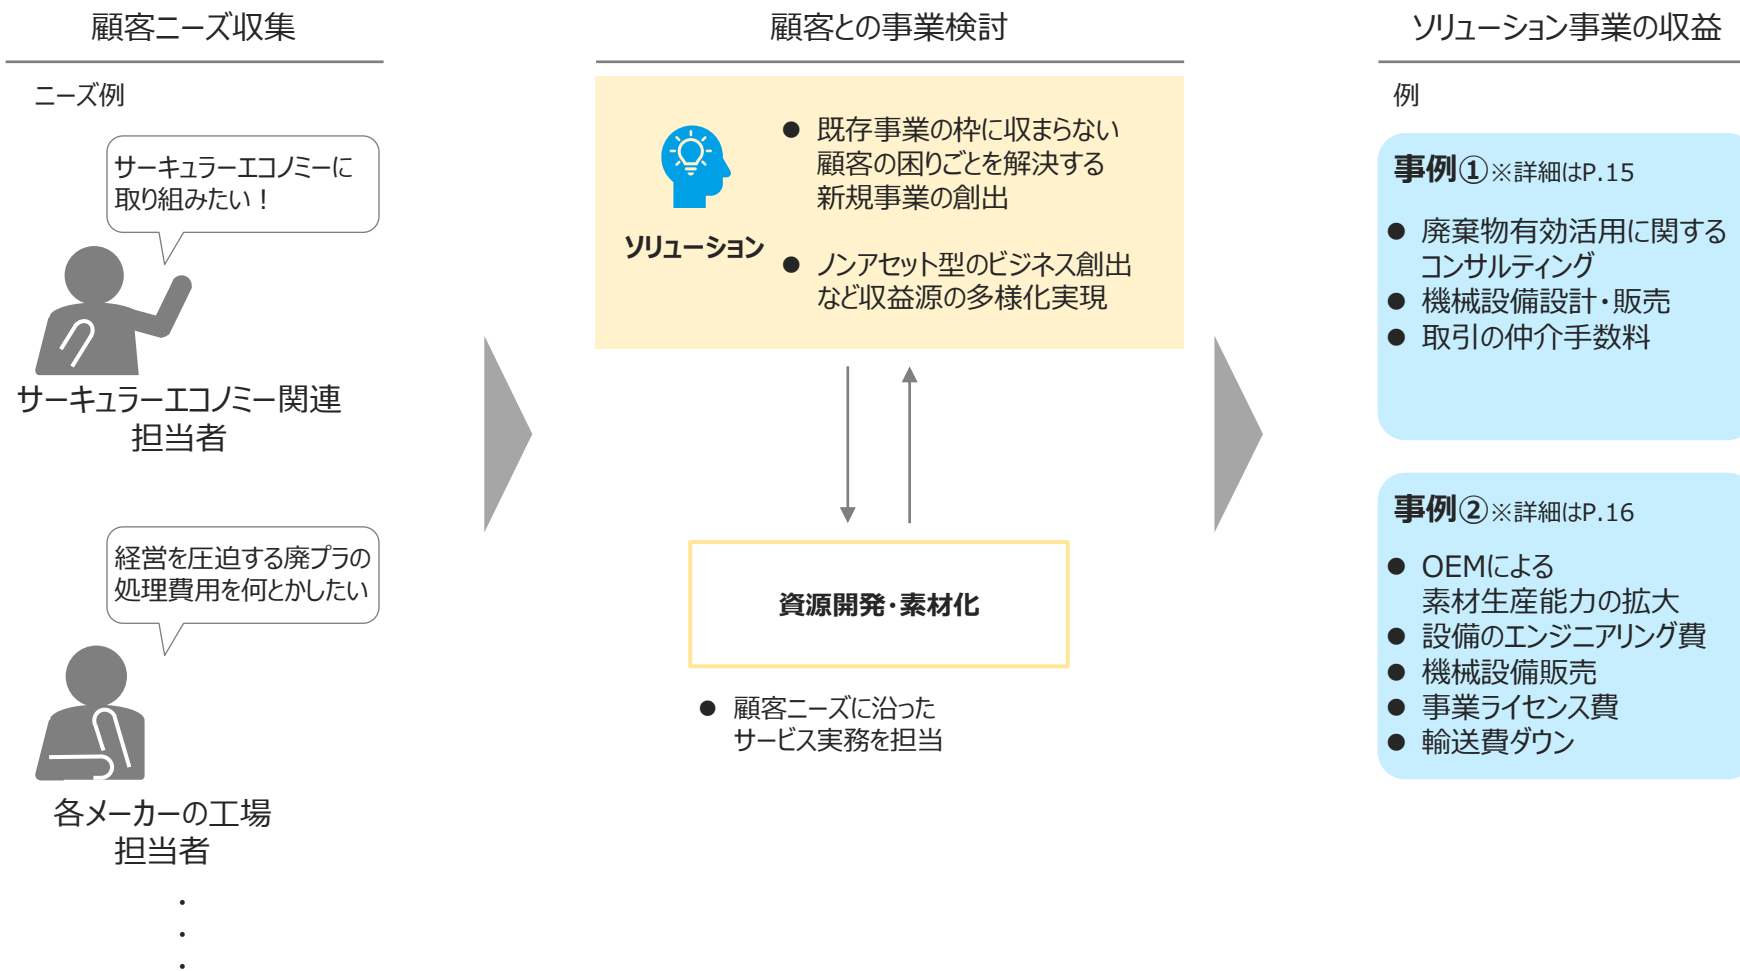 顧客ニーズ収集
ニーズ例
サーキュラーエコノミーに
取り組みたい！
サーキュラーエコノミー関連
担当者
経営を圧迫する廃プラの
処理費用を何とかしたい
各メーカーの工場
担当者
・
・
・
顧客との事業検討
ソリューション
● 既存事業の枠に収まらない
顧客の困りごとを解決する
新規事業の創出
● ノンアセット型のビジネス創出
など収益源の多様化実現
資源開発・素材化
● 顧客ニーズに沿った
サービス実務を担当
ソリューション事業の収益
例
事例①※詳細はP.15
● 廃棄物有効活用に関する
コンサルティング
● 機械設備設計・販売
● 取引の仲介手数料
事例②※詳細はP.16
● OEMによる
素材生産能力の拡大
● 設備のエンジニアリング費
● 機械設備販売
● 事業ライセンス費
● 輸送費ダウン